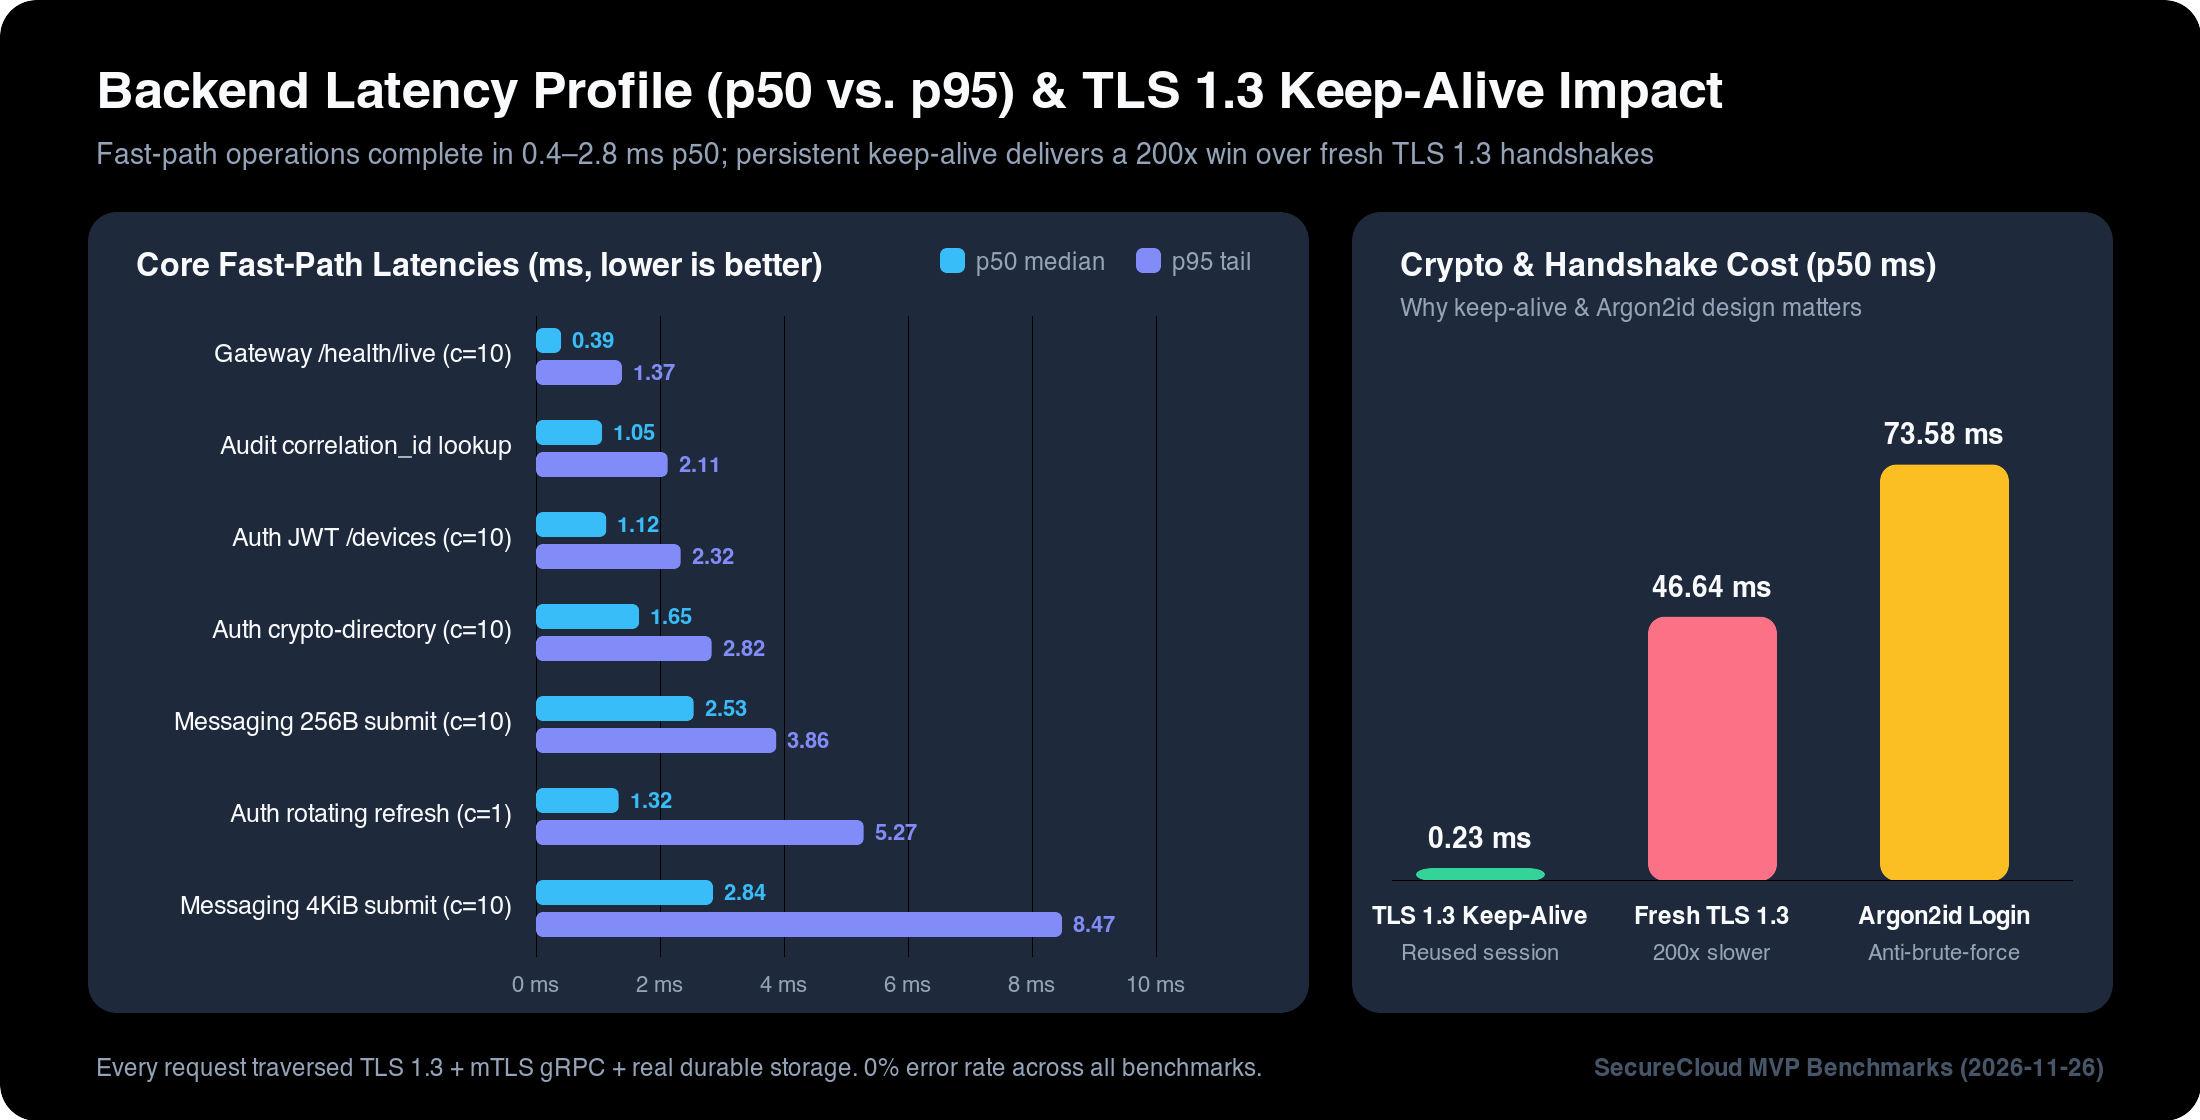 Backend Latency Profile (p50 vs. p95) & TLS 1.3 Keep-Alive Impact
Fast-path operations complete in 0.4–2.8 ms p50; persistent keep-alive delivers a 200x win over fresh TLS 1.3 handshakes
Core Fast-Path Latencies (ms, lower is better)
p50 median
p95 tail
Gateway /health/live (c=10)
0.39
1.37
Audit correlation_id lookup
1.05
2.11
Auth JWT /devices (c=10)
1.12
2.32
Auth crypto-directory (c=10)
1.65
2.82
Messaging 256B submit (c=10)
2.53
3.86
Auth rotating refresh (c=1)
1.32
5.27
Messaging 4KiB submit (c=10)
2.84
8.47
0 ms
2 ms
4 ms
6 ms
8 ms
10 ms
Crypto & Handshake Cost (p50 ms)
Why keep-alive & Argon2id design matters
0.23 ms
46.64 ms
73.58 ms
TLS 1.3 Keep-Alive
Reused session
Fresh TLS 1.3
200x slower
Argon2id Login
Anti-brute-force
Every request traversed TLS 1.3 + mTLS gRPC + real durable storage. 0% error rate across all benchmarks.
SecureCloud MVP Benchmarks (2026-11-26)